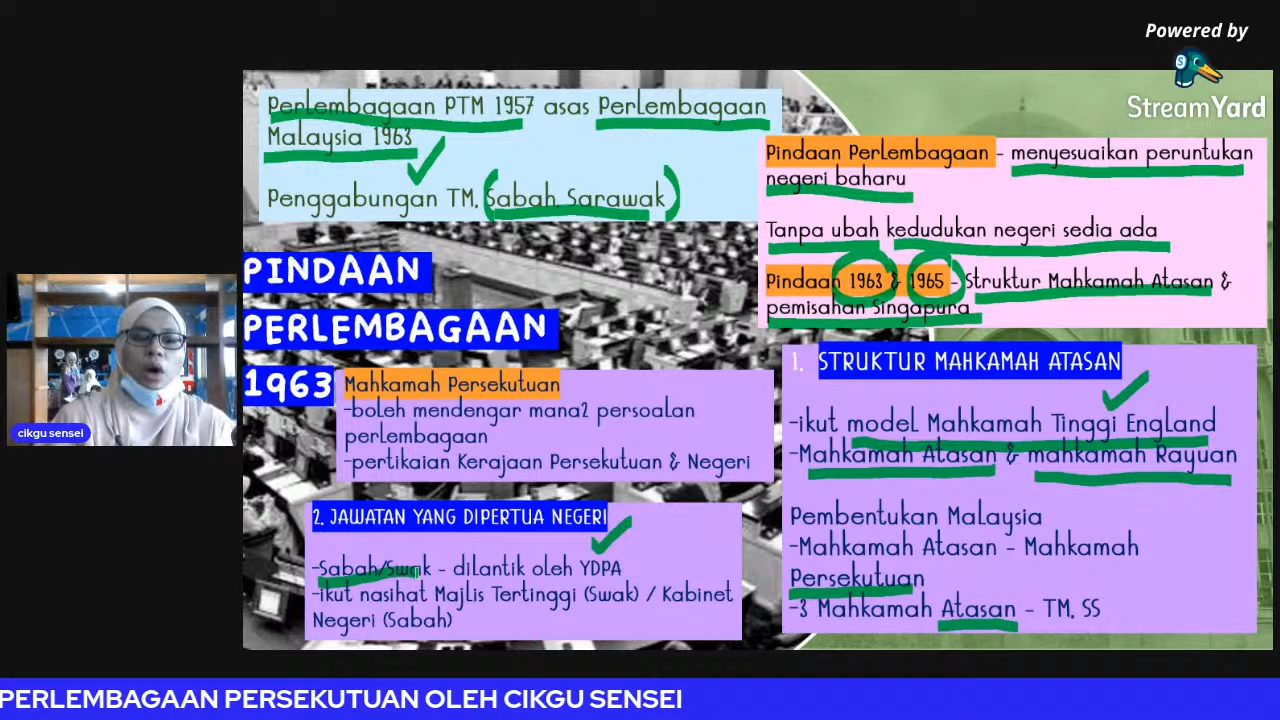 Powered by
StreamYard
Perlembagaan PTM 1957 asas Perlembagaan
Malaysia 1963
Penggabungan TM, (Sabah, Sarawak)
Pindaan Perlembagaan - menyesuaikan peruntukan
negeri baharu
Tanpa ubah kedudukan negeri sedia ada
Pindaan 1963 & 1965 - Struktur Mahkamah Atasan &
pemisahan Singapura
PINDAAN
PERLEMBAGAAN
1963
Mahkamah Persekutuan
-boleh mendengar mana2 persoalan
perlembagaan
-pertikaian Kerajaan Persekutuan & Negeri
1. STRUKTUR MAHKAMAH ATASAN
-ikut model Mahkamah Tinggi England
-Mahkamah Atasan & mahkamah Rayuan
Pembentukan Malaysia
-Mahkamah Atasan - Mahkamah
Persekutuan
-3 Mahkamah Atasan - TM, SS
2. JAWATAN YANG DIPERTUA NEGERI
-Sabah/Swak - dilantik oleh YDPA
-ikut nasihat Majlis Tertinggi (Swak) / Kabinet
Negeri (Sabah)
cikgu sensei
PERLEMBAGAAN PERSEKUTUAN OLEH CIKGU SENSEI